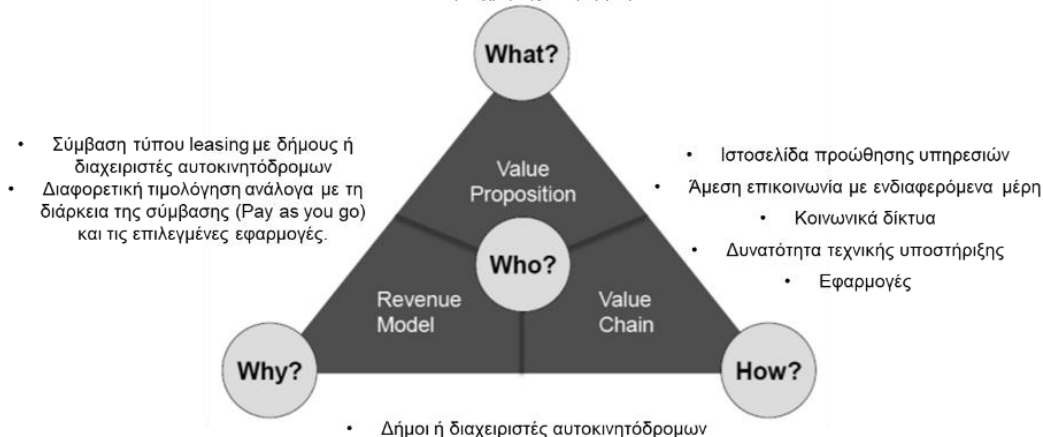 What?
• Σύμβαση τύπου leasing με δήμους ή
διαχειριστές αυτοκινητόδρομων
• Διαφορετική τιμολόγηση ανάλογα με τη
διάρκεια της σύμβασης (Pay as you go)
και τις επιλεγμένες εφαρμογές.
Value
Proposition
• Ιστοσελίδα προώθησης υπηρεσιών
• Άμεση επικοινωνία με ενδιαφερόμενα μέρη
• Κοινωνικά δίκτυα
• Δυνατότητα τεχνικής υποστήριξης
• Εφαρμογές
Who?
Revenue
Model
Value
Chain
Why?
How?
• Δήμοι ή διαχειριστές αυτοκινητόδρομων